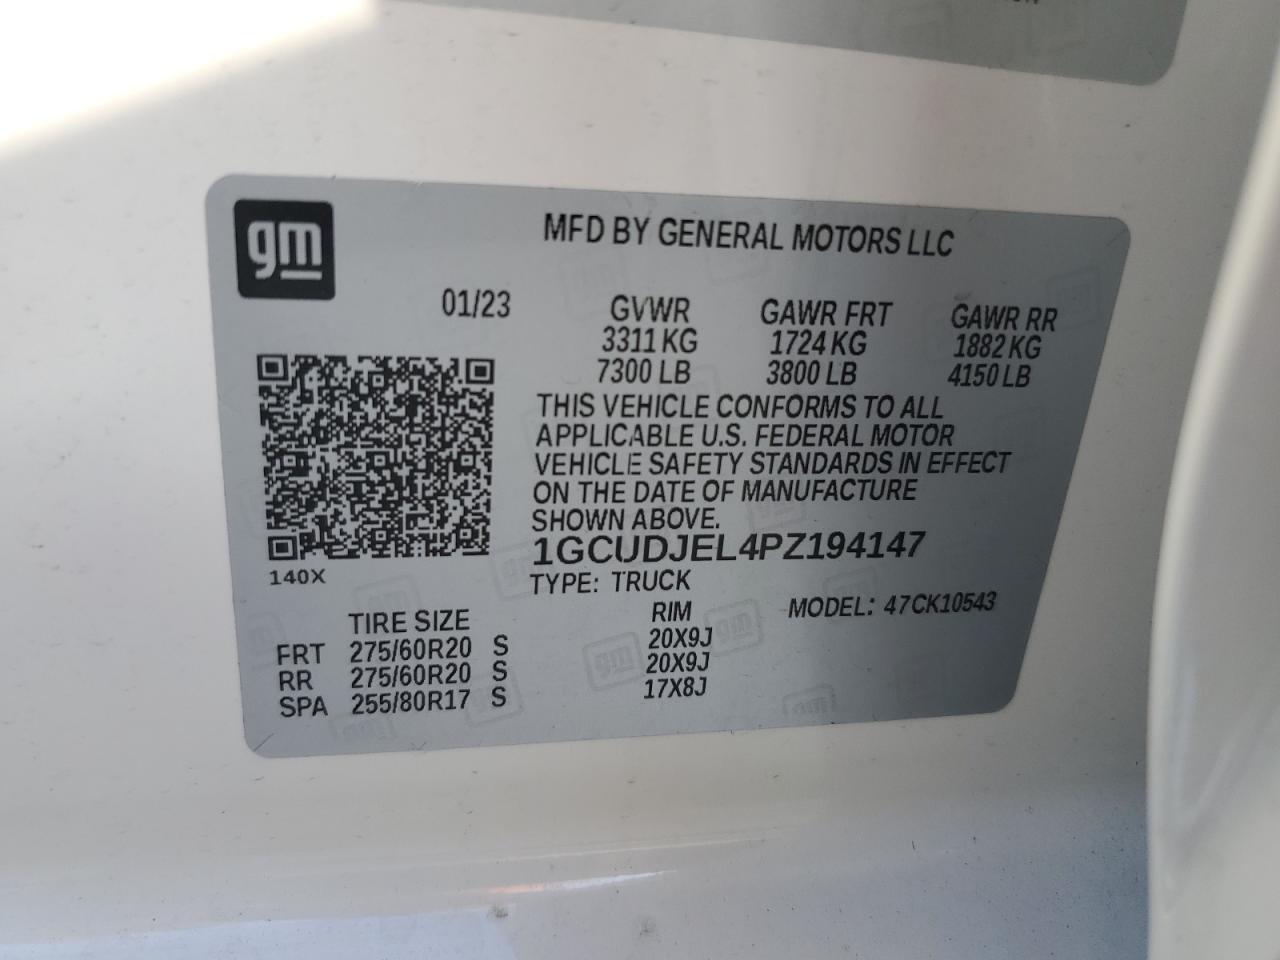 gm
MFD BY GENERAL MOTORS LLC
01/23 GVWR GAWR FRT GAWR RR
3311 KG 1724 KG 1882 KG
7300 LB 3800 LB 4150 LB
THIS VEHICLE CONFORMS TO ALL
APPLICABLE U.S. FEDERAL MOTOR
VEHICLE SAFETY STANDARDS IN EFFECT
ON THE DATE OF MANUFACTURE
SHOWN ABOVE.
1GCUDJEL4PZ194147
140X
TYPE: TRUCK
TIRE SIZE RIM MODEL: 47CK10543
FRT 275/60R20 S 20X9J
RR 275/60R20 S 20X9J
SPA 255/80R17 S 17X8J